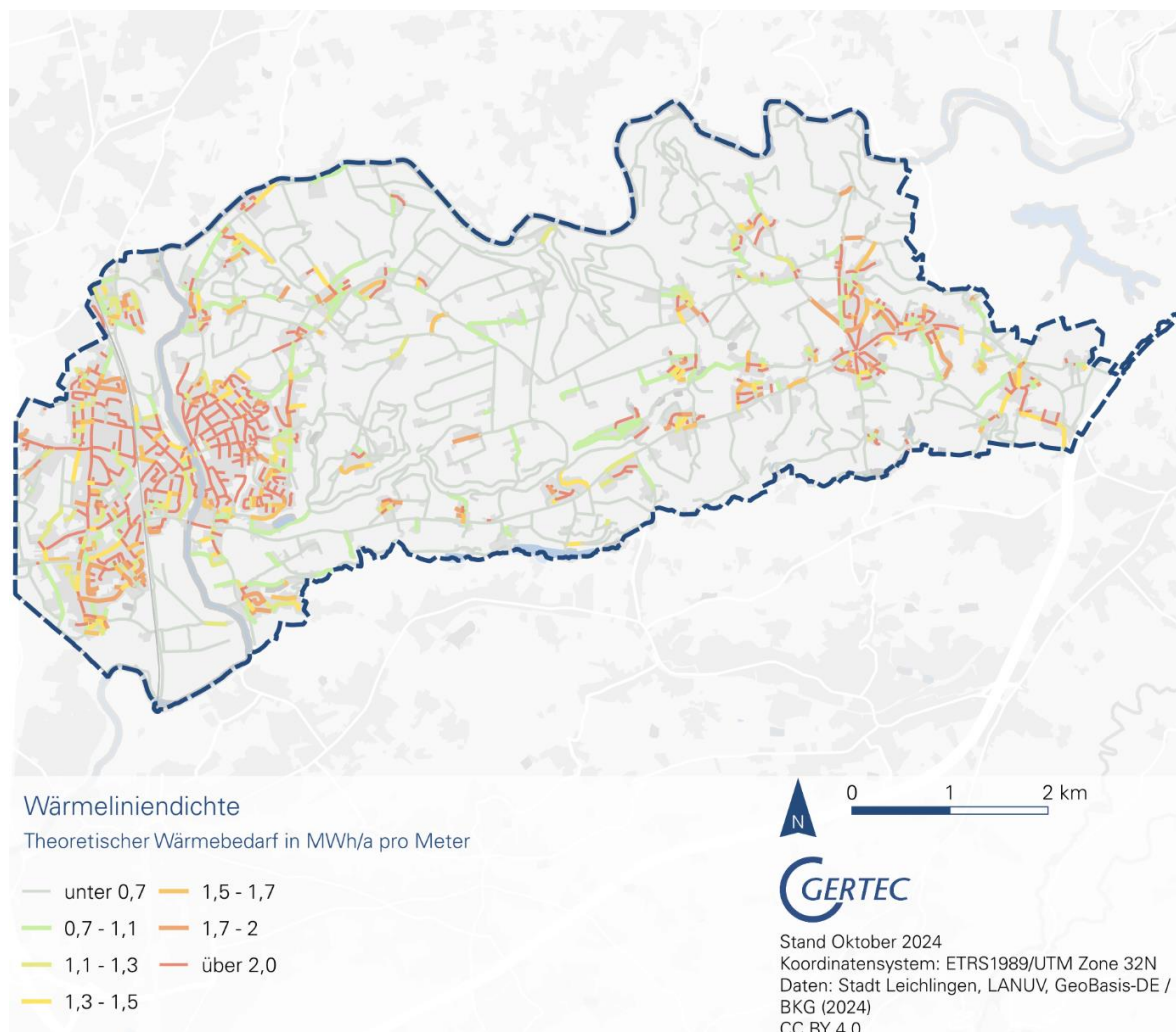 Wärmeliniendichte
Theoretischer Wärmebedarf in MWh/a pro Meter
unter 0,7
0,7 - 1,1
1,1 - 1,3
1,3 - 1,5
1,5 - 1,7
1,7 - 2
über 2,0
N
0 1 2 km
GERTEC
Stand Oktober 2024
Koordinatensystem: ETRS1989/UTM Zone 32N
Daten: Stadt Leichlingen, LANUV, GeoBasis-DE /
BKG (2024)
CC BY 4.0